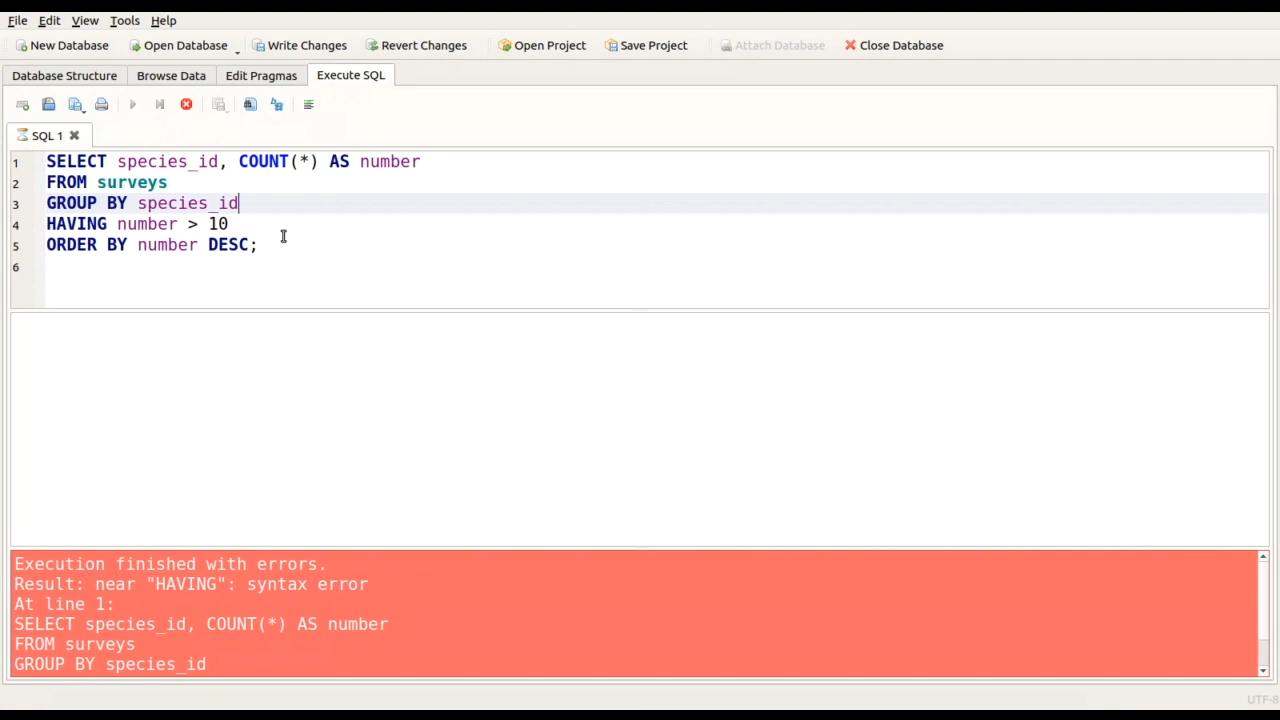 File Edit View Tools Help
New Database Open Database Write Changes Revert Changes Open Project Save Project Attach Database Close Database
Database Structure Browse Data Edit Pragmas Execute SQL
SQL 1
1 SELECT species_id, COUNT(*) AS number
2 FROM surveys
3 GROUP BY species_id
4 HAVING number > 10
5 ORDER BY number DESC;
6
Execution finished with errors.
Result: near "HAVING": syntax error
At line 1:
SELECT species_id, COUNT(*) AS number
FROM surveys
GROUP BY species_id
UTF-8